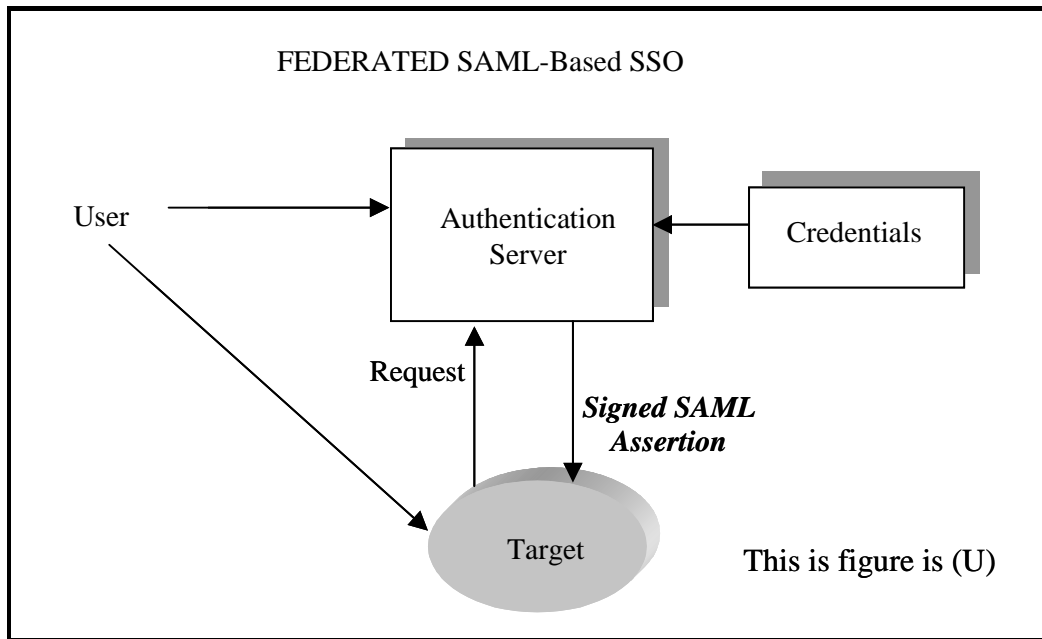 FEDERATED SAML-Based SSO
User
Authentication
Server
Credentials
Request
Signed SAML
Assertion
Target
This is figure is (U)